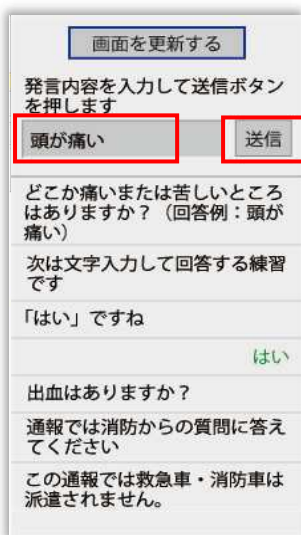 画面を更新する
発言内容を入力して送信ボタン
を押します
頭が痛い
送信
どこか痛いまたは苦しいところ
はありますか？（回答例：頭が
痛い）
次は文字入力して回答する練習
です
「はい」ですね
はい
出血はありますか？
通報では消防からの質問に答え
てください
この通報では救急車・消防車は
派遣されません。